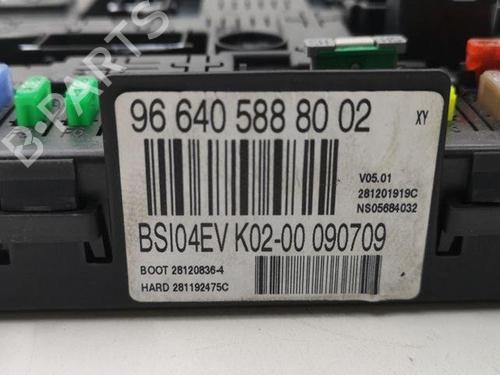 96 640 588 80 02
XY
V05.01
281201919C
NS05684032
BSI04EV K02-00 090709
BOOT 28120836-4
HARD 281192475C
B-PARTS